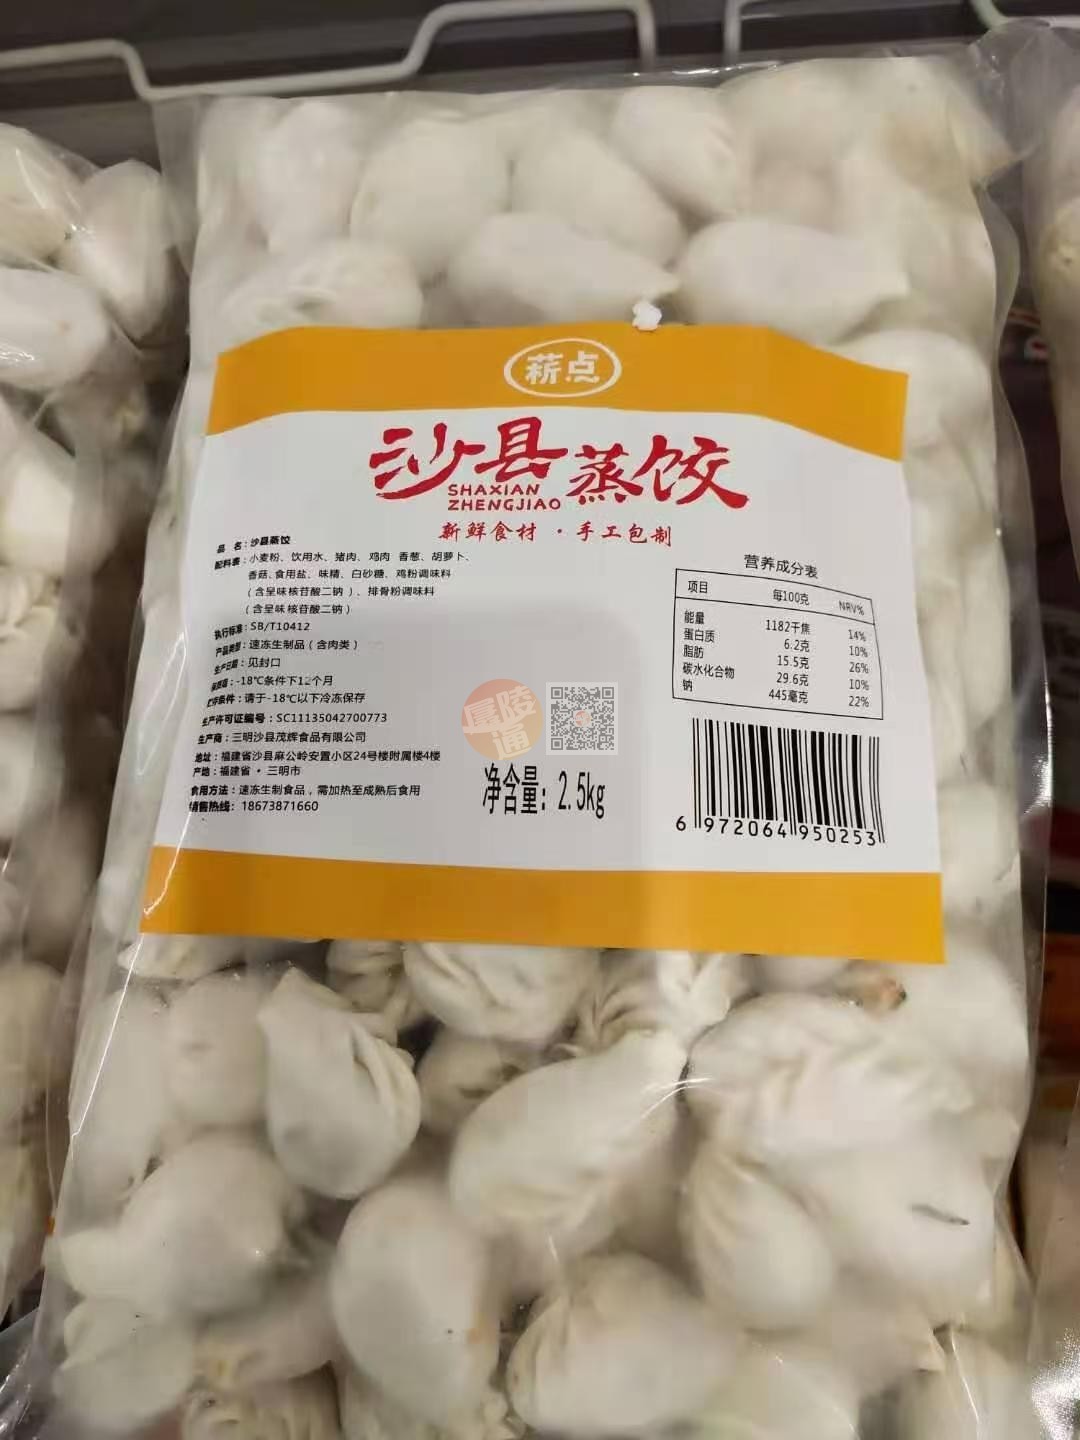 薪点
沙县蒸饺
SHAXIAN
ZHENGJIAO
新鲜食材 · 手工包制
品 名：沙县蒸饺
配料表：小麦粉、饮用水、猪肉、鸡肉 香葱、胡萝卜、
香菇、食用盐、味精、白砂糖、鸡粉调味料
（含呈味核苷酸二钠）、排骨粉调味料
（含呈味核苷酸二钠）
执行标准：SB/T10412
产品类型：速冻生制品（含肉类）
生产日期：见封口
保质期：-18℃条件下12个月
贮存条件：请于-18℃以下冷冻保存
生产许可证编号：SC11135042700773
生产商：三明沙县茂辉食品有限公司
地址：福建省沙县麻公岭安置小区24号楼附属楼4楼
产地：福建省·三明市
食用方法：速冻生制食品，需加热至成熟后食用
销售热线：18673871660
营养成分表
项目 每100克 NRV%
能量 1182千焦 14%
蛋白质 6.2克 10%
脂肪 15.5克 26%
碳水化合物 29.6克 10%
钠 445毫克 22%
陵
通
净含量：2.5kg
6 972064 950253